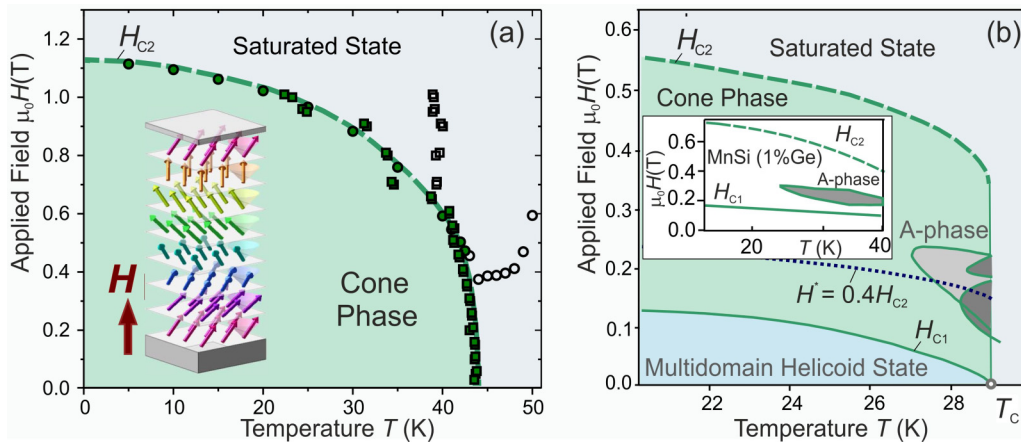 (a)
H_C2
Saturated State
Cone
Phase
H
Applied Field μ₀H(T)
1.2
1.0
0.8
0.6
0.4
0.2
0.0
0
10
20
30
40
50
Temperature T (K)
(b)
H_C2
Saturated State
Cone Phase
Applied Field μ₀H(T)
0.6
0.5
0.3
0.2
0.1
0.0
MnSi (1%Ge)
H_C2
A-phase
H_C1
μ₀H(T)
0.6
0.4
0.2
0.0
20
T (K)
40
A-phase
H* = 0.4H_C2
H_C1
Multidomain Helicoid State
22
24
26
28
T_C
Temperature T (K)